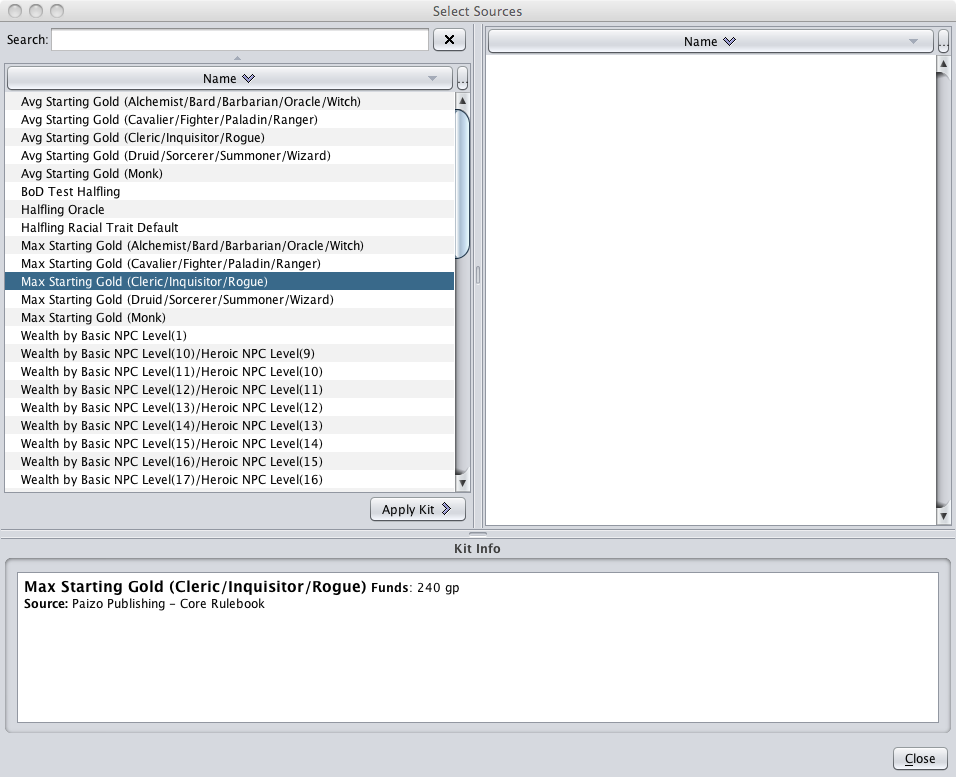 Select Sources
Search:
Name
...
Avg Starting Gold (Alchemist/Bard/Barbarian/Oracle/Witch)
Avg Starting Gold (Cavalier/Fighter/Paladin/Ranger)
Avg Starting Gold (Cleric/Inquisitor/Rogue)
Avg Starting Gold (Druid/Sorcerer/Summoner/Wizard)
Avg Starting Gold (Monk)
BoD Test Halfling
Halfling Oracle
Halfling Racial Trait Default
Max Starting Gold (Alchemist/Bard/Barbarian/Oracle/Witch)
Max Starting Gold (Cavalier/Fighter/Paladin/Ranger)
Max Starting Gold (Cleric/Inquisitor/Rogue)
Max Starting Gold (Druid/Sorcerer/Summoner/Wizard)
Max Starting Gold (Monk)
Wealth by Basic NPC Level(1)
Wealth by Basic NPC Level(10)/Heroic NPC Level(9)
Wealth by Basic NPC Level(11)/Heroic NPC Level(10)
Wealth by Basic NPC Level(12)/Heroic NPC Level(11)
Wealth by Basic NPC Level(13)/Heroic NPC Level(12)
Wealth by Basic NPC Level(14)/Heroic NPC Level(13)
Wealth by Basic NPC Level(15)/Heroic NPC Level(14)
Wealth by Basic NPC Level(16)/Heroic NPC Level(15)
Wealth by Basic NPC Level(17)/Heroic NPC Level(16)
Apply Kit
Name
...
Kit Info
Max Starting Gold (Cleric/Inquisitor/Rogue) Funds: 240 gp
Source: Paizo Publishing - Core Rulebook
Close